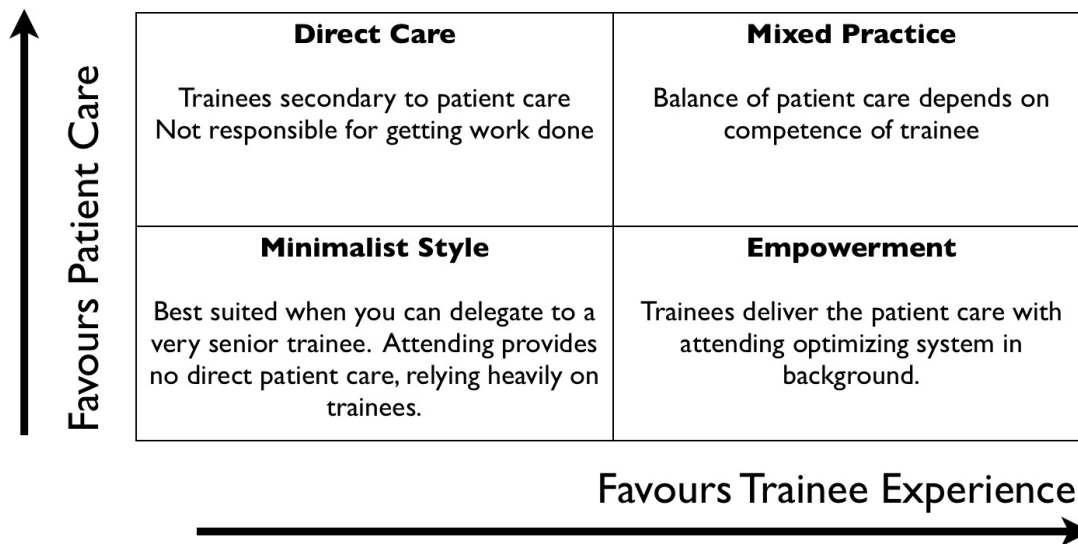 Favours Patient Care
Direct Care
Trainees secondary to patient care
Not responsible for getting work done
Mixed Practice
Balance of patient care depends on
competence of trainee
Minimalist Style
Best suited when you can delegate to a
very senior trainee.  Attending provides
no direct patient care, relying heavily on
trainees.
Empowerment
Trainees deliver the patient care with
attending optimizing system in
background.
Favours Trainee Experience